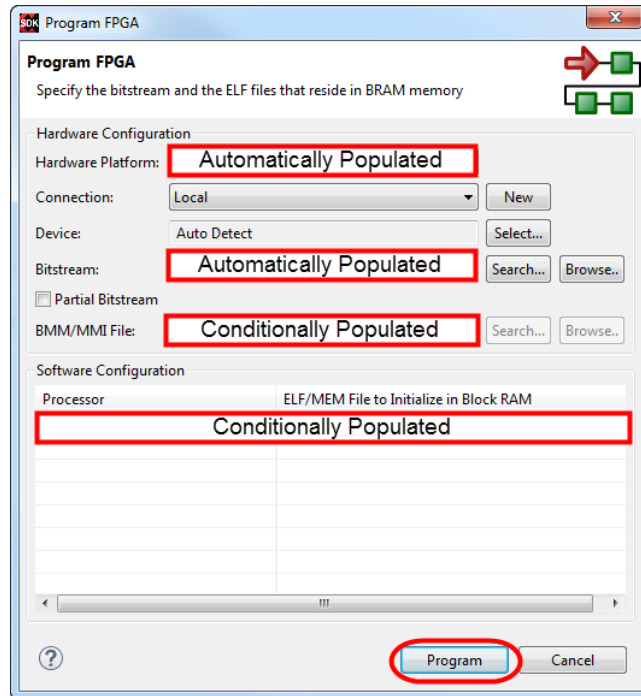 SDK Program FPGA
Program FPGA
Specify the bitstream and the ELF files that reside in BRAM memory
Hardware Configuration
Hardware Platform: Automatically Populated
Connection: Local New
Device: Auto Detect Select...
Bitstream: Automatically Populated Search... Browse..
Partial Bitstream
BMM/MMI File: Conditionally Populated Search... Browse..
Software Configuration
Processor ELF/MEM File to Initialize in Block RAM
Conditionally Populated
? Program Cancel